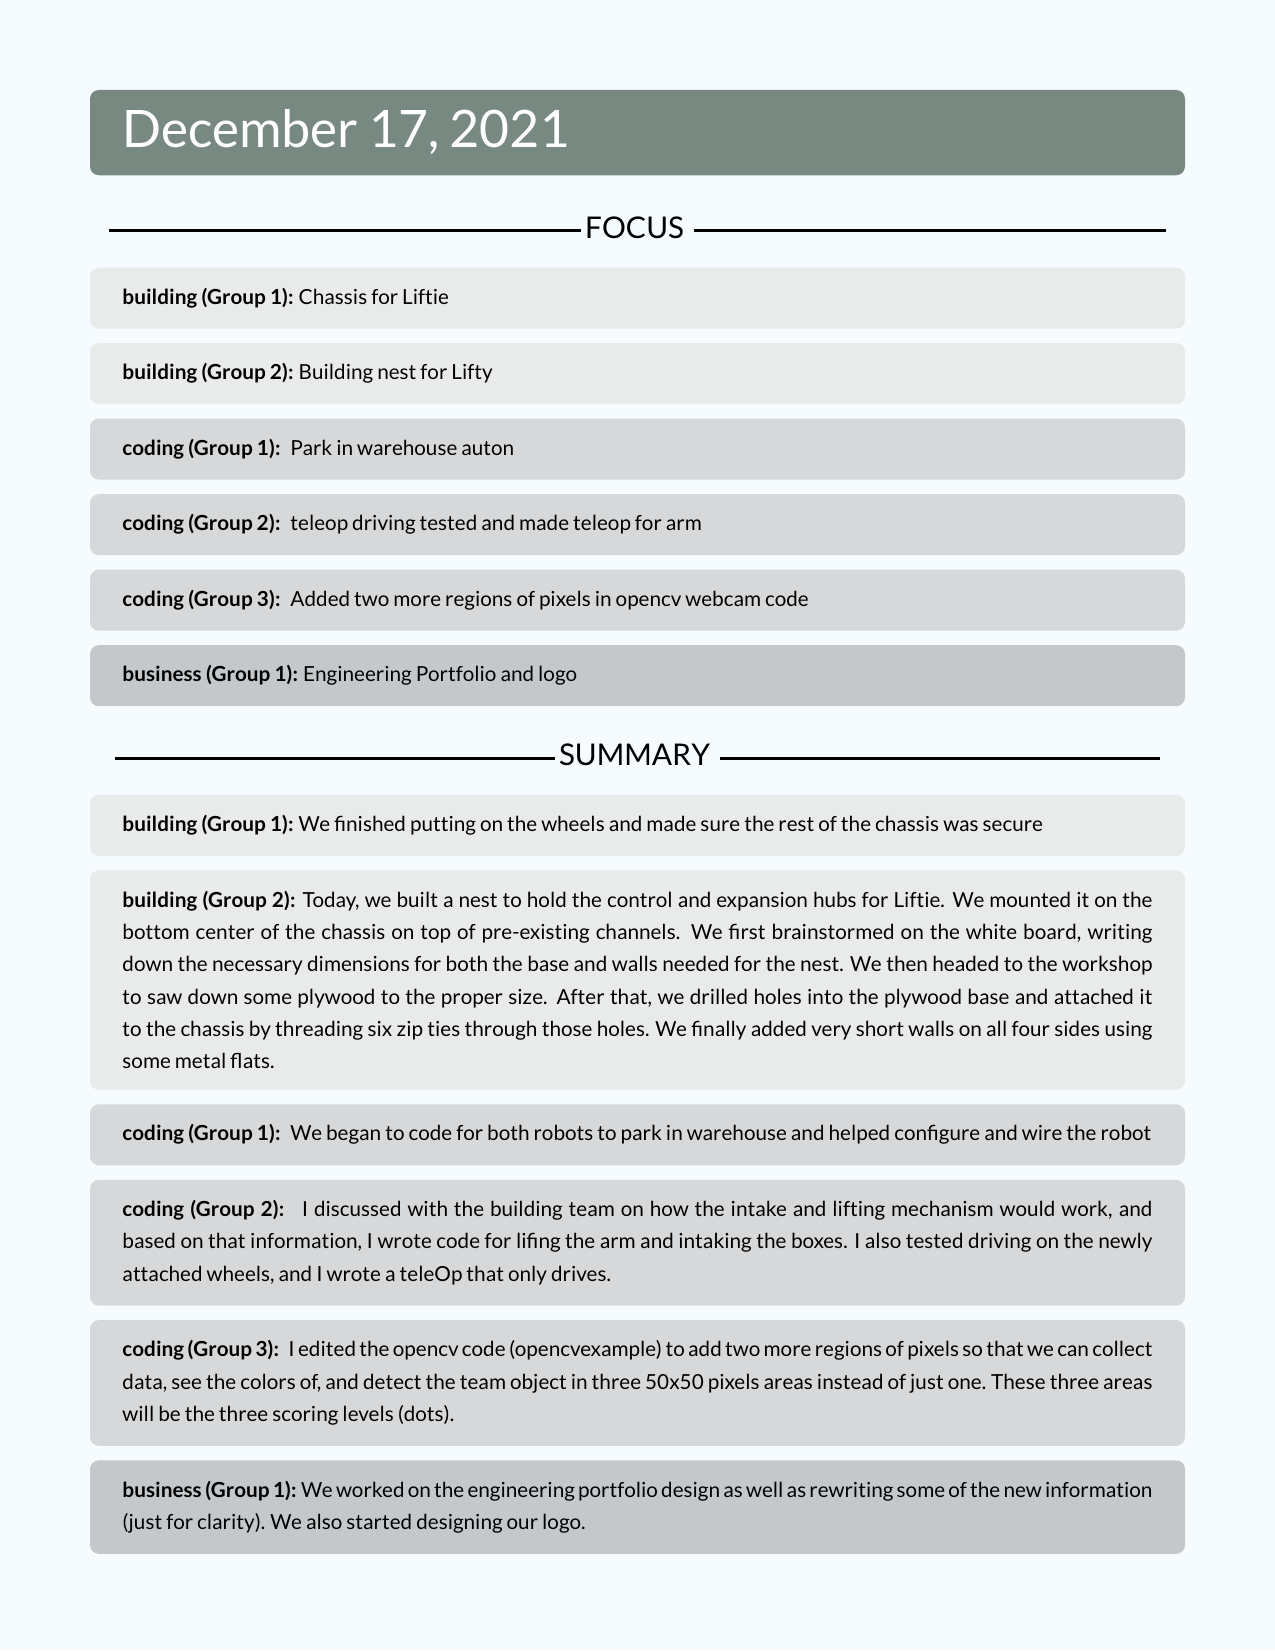 December 17, 2021
FOCUS
building (Group 1): Chassis for Liftie
building (Group 2): Building nest for Lifty
coding (Group 1): Park in warehouse auton
coding (Group 2): teleop driving tested and made teleop for arm
coding (Group 3): Added two more regions of pixels in opencv webcam code
business (Group 1): Engineering Portfolio and logo
SUMMARY
building (Group 1): We finished putting on the wheels and made sure the rest of the chassis was secure
building (Group 2): Today, we built a nest to hold the control and expansion hubs for Liftie. We mounted it on the
bottom center of the chassis on top of pre-existing channels. We first brainstormed on the white board, writing
down the necessary dimensions for both the base and walls needed for the nest. We then headed to the workshop
to saw down some plywood to the proper size. After that, we drilled holes into the plywood base and attached it
to the chassis by threading six zip ties through those holes. We finally added very short walls on all four sides using
some metal flats.
coding (Group 1): We began to code for both robots to park in warehouse and helped configure and wire the robot
coding (Group 2): I discussed with the building team on how the intake and lifting mechanism would work, and
based on that information, I wrote code for lifing the arm and intaking the boxes. I also tested driving on the newly
attached wheels, and I wrote a teleOp that only drives.
coding (Group 3): I edited the opencv code (opencvexample) to add two more regions of pixels so that we can collect
data, see the colors of, and detect the team object in three 50x50 pixels areas instead of just one. These three areas
will be the three scoring levels (dots).
business (Group 1): We worked on the engineering portfolio design as well as rewriting some of the new information
(just for clarity). We also started designing our logo.